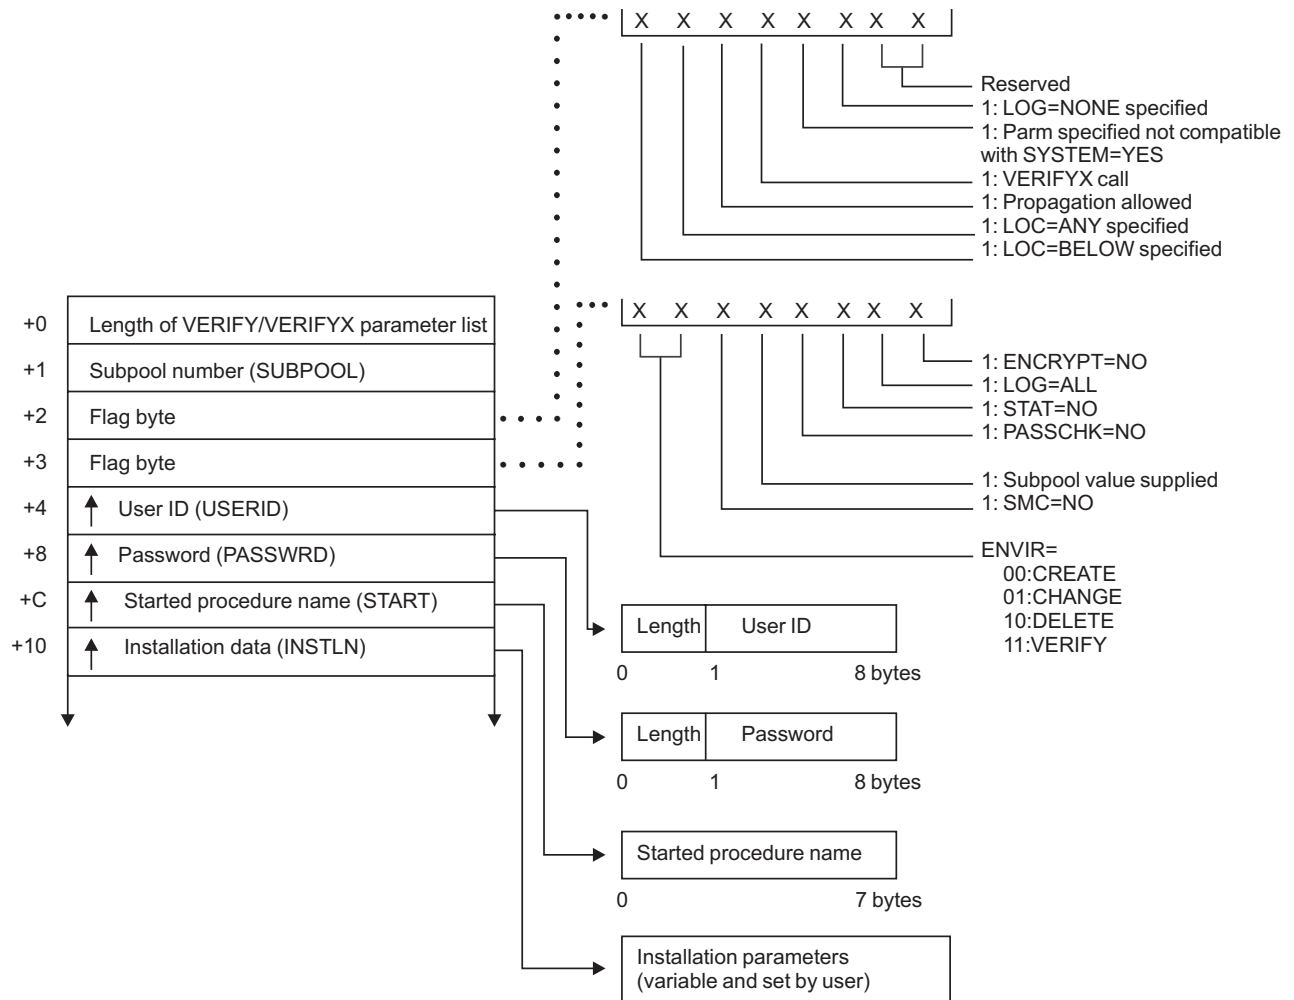 X X X X X X X X
Reserved
1: LOG=NONE specified
1: Parm specified not compatible
with SYSTEM=YES
1: VERIFYX call
1: Propagation allowed
1: LOC=ANY specified
1: LOC=BELOW specified
X X X X X X X X
1: ENCRYPT=NO
1: LOG=ALL
1: STAT=NO
1: PASSCHK=NO
1: Subpool value supplied
1: SMC=NO
ENVIR=
00:CREATE
01:CHANGE
10:DELETE
11:VERIFY
+0 Length of VERIFY/VERIFYX parameter list
+1 Subpool number (SUBPOOL)
+2 Flag byte
+3 Flag byte
+4 User ID (USERID)
+8 Password (PASSWRD)
+C Started procedure name (START)
+10 Installation data (INSTLN)
Length User ID
0 1 8 bytes
Length Password
0 1 8 bytes
Started procedure name
0 7 bytes
Installation parameters
(variable and set by user)